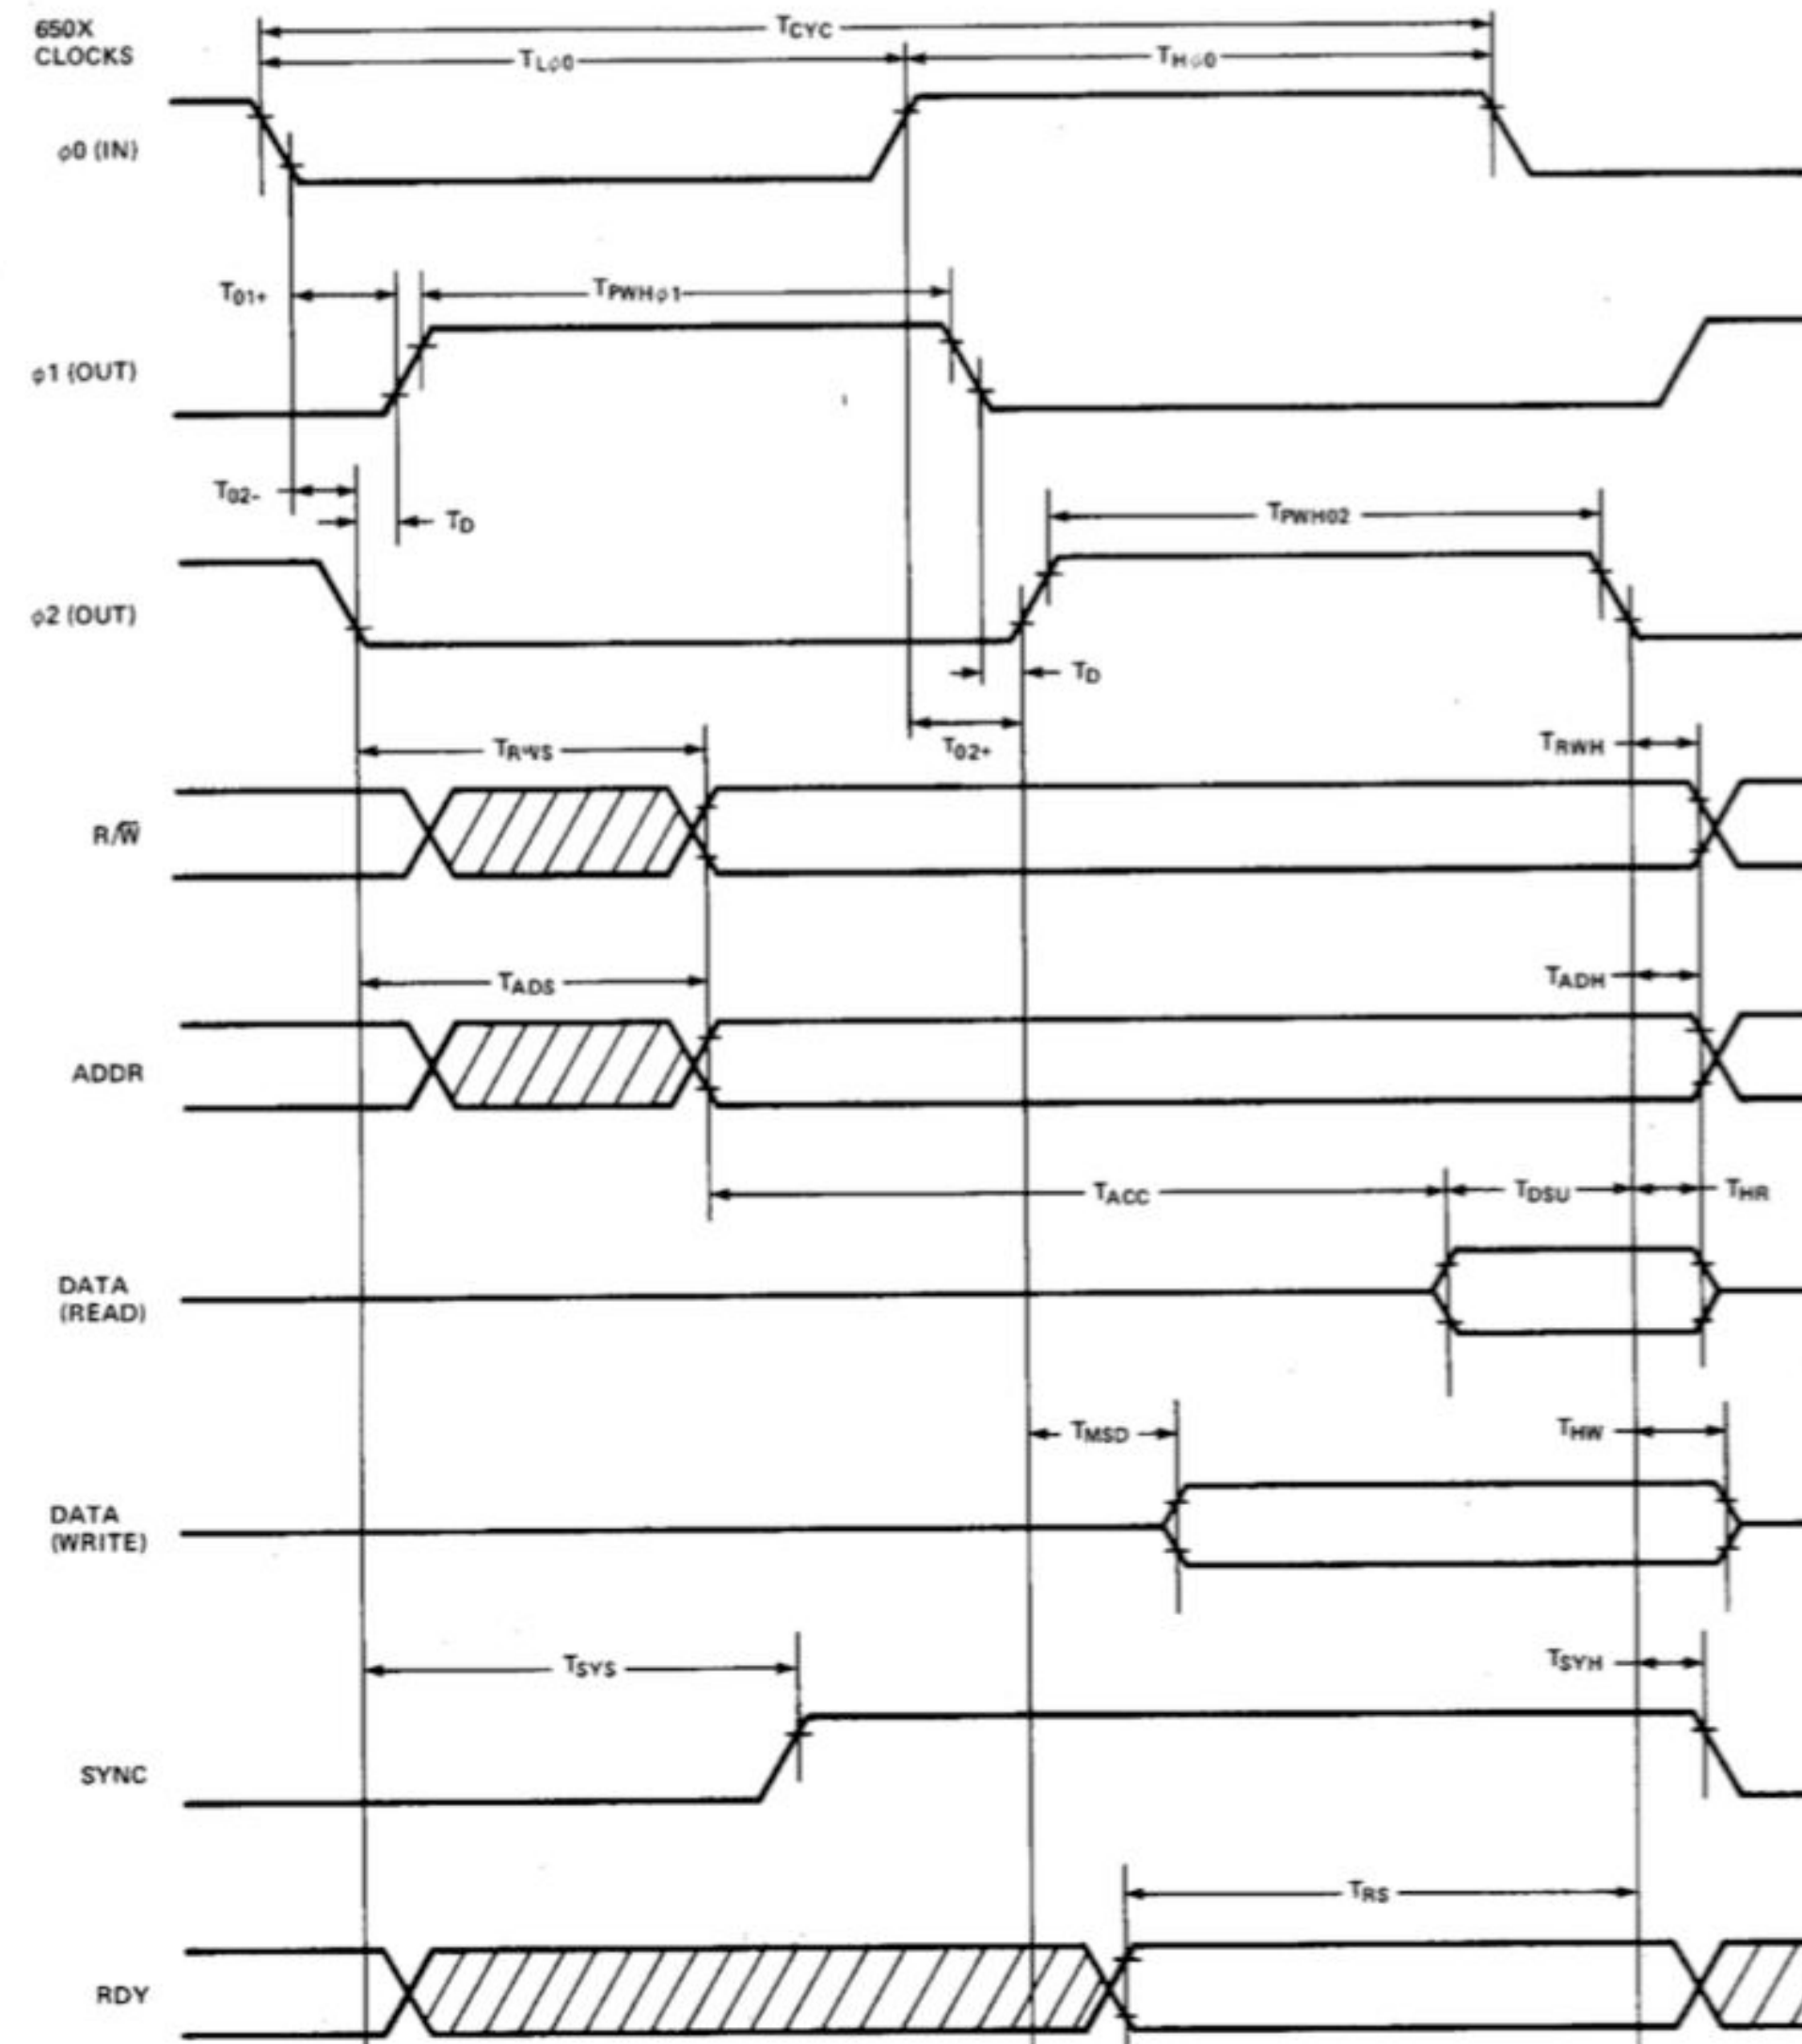 650X
CLOCKS
TCYC
TLφ0
THφ0
φ0 (IN)
T01+
TPWHφ1
φ1 (OUT)
T02-
TD
TPWH02
φ2 (OUT)
TD
T02+
TRWS
TRWH
R/W̅
TADS
TADH
ADDR
TACC
TDSU
THR
DATA
(READ)
TMSD
THW
DATA
(WRITE)
TSYS
TSYH
SYNC
TRS
RDY